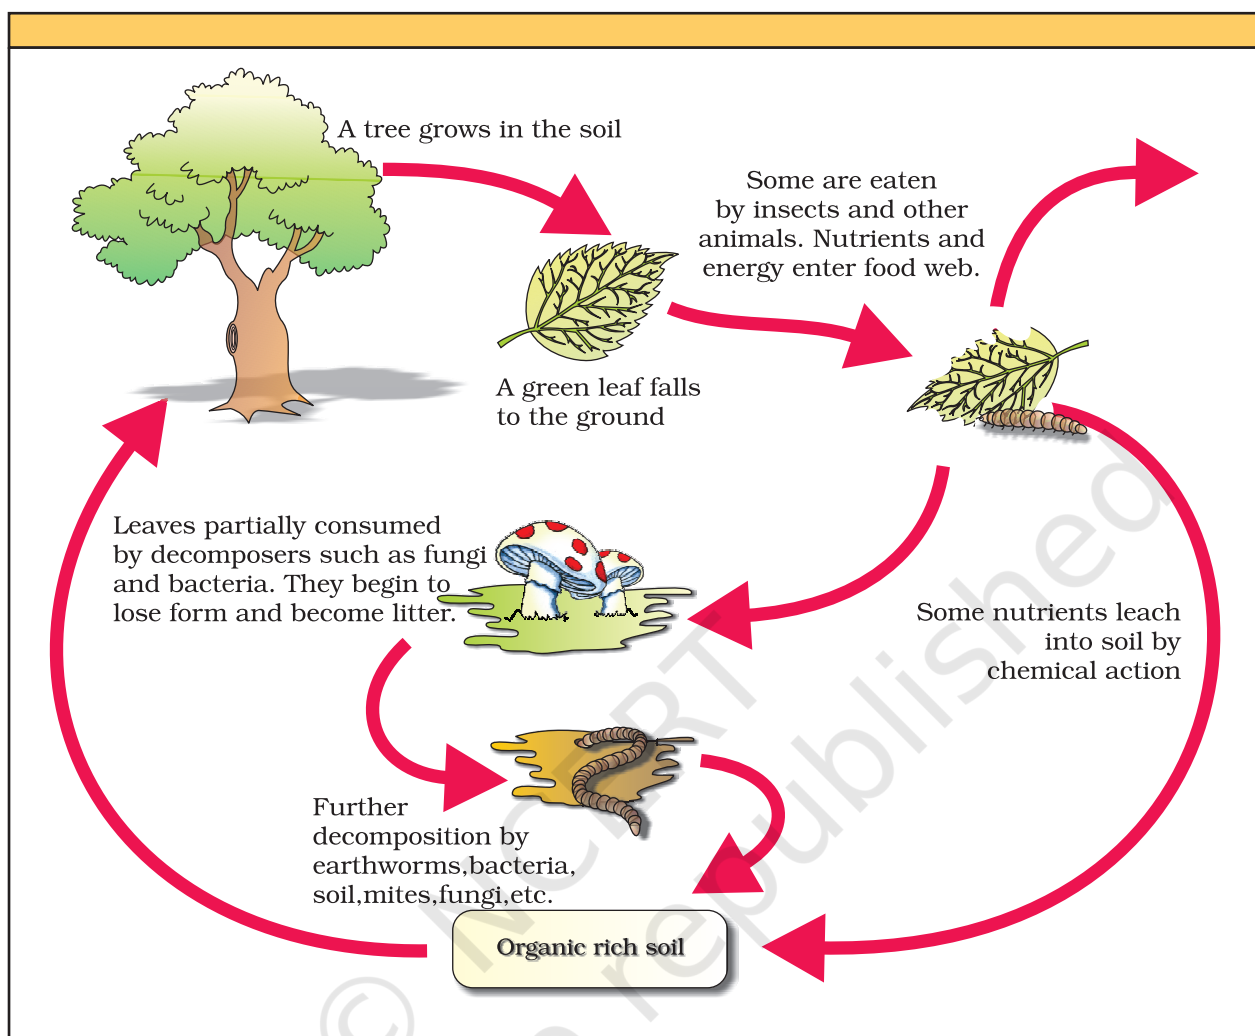 A tree grows in the soil
Some are eaten
by insects and other
animals. Nutrients and
energy enter food web.
A green leaf falls
to the ground
Leaves partially consumed
by decomposers such as fungi
and bacteria. They begin to
lose form and become litter.
Some nutrients leach
into soil by
chemical action
Further
decomposition by
earthworms,bacteria,
soil,mites,fungi,etc.
Organic rich soil
© NCERT
republished